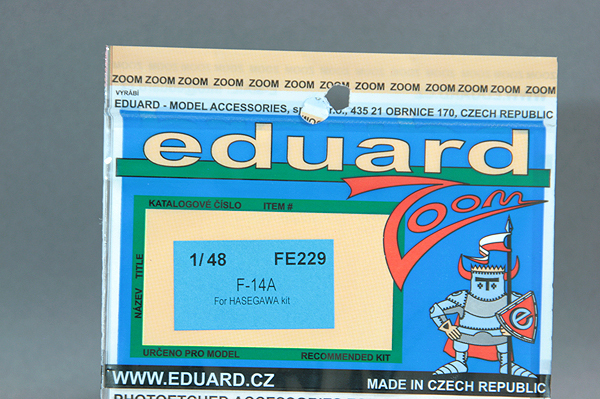 ZOOM ZOOM ZOOM ZOOM ZOOM ZOOM ZOOM ZOOM ZOOM ZOOM ZOOM ZOOM ZOOM
VYRÁBÍ
EDUARD - MODEL ACCESSORIES, 435 21 OBRNICE 170, CZECH REPUBLIC
eduard
Zoom
KATALOGOVÉ ČÍSLO ITEM #
NÁZEV TITLE
1/48 FE229
F-14A
For HASEGAWA kit
e
URČENO PRO MODEL RECOMMENDED KIT
WWW.EDUARD.CZ MADE IN CZECH REPUBLIC